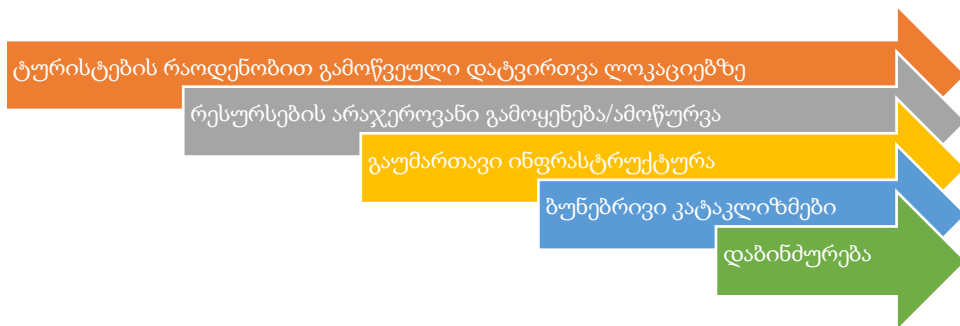 ტურისტების რაოდენობით გამოწვეული დატვირთვა ლოკაციებზე
რესურსების არაჯეროვანი გამოყენება/ამოწურვა
გაუმართავი ინფრასტრუქტურა
ბუნებრივი კატაკლიზმები
დაბინძურება